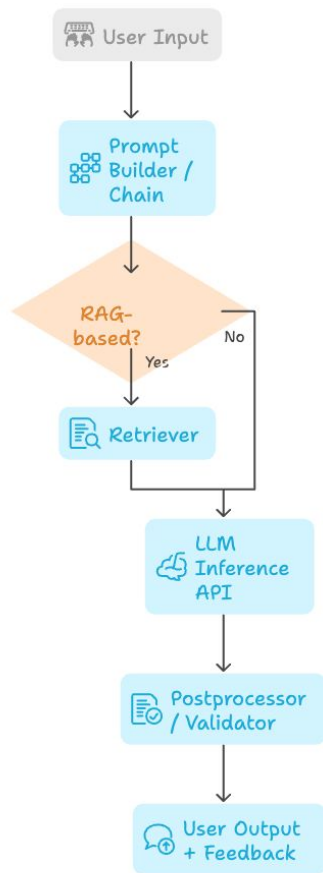 User Input
Prompt
Builder /
Chain
RAG-
based?
No
Yes
Retriever
LLM
Inference
API
Postprocessor
/ Validator
User Output
+ Feedback